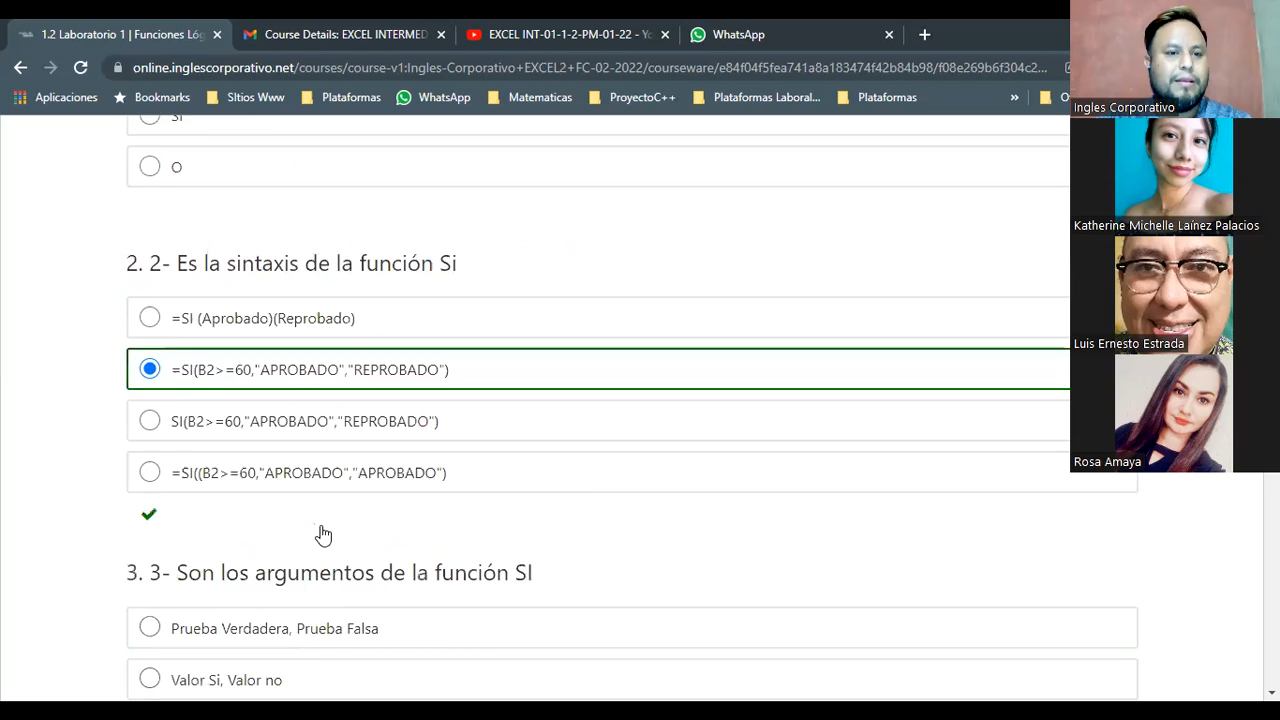 1.2 Laboratorio 1 | Funciones Lóg
Course Details: EXCEL INTERMED
EXCEL INT-01-1-2-PM-01-22 - Yo
WhatsApp
online.inglescorporativo.net/courses/course-v1:Ingles-Corporativo+EXCEL2+FC-02-2022/courseware/e84f04f5ea741a8a183474f42b84b98/f08e269b6f304c2...
Aplicaciones
Bookmarks
SItios Www
Plataformas
WhatsApp
Matematicas
ProyectoC++
Plataformas Laboral...
Plataformas
»
O
Ingles Corporativo
SI
O
Katherine Michelle Laínez Palacios
2. 2- Es la sintaxis de la función Si
=SI (Aprobado)(Reprobado)
Luis Ernesto Estrada
=SI(B2>=60,"APROBADO","REPROBADO")
SI(B2>=60,"APROBADO","REPROBADO")
Rosa Amaya
=SI((B2>=60,"APROBADO","APROBADO")
3. 3- Son los argumentos de la función SI
Prueba Verdadera, Prueba Falsa
Valor Si, Valor no